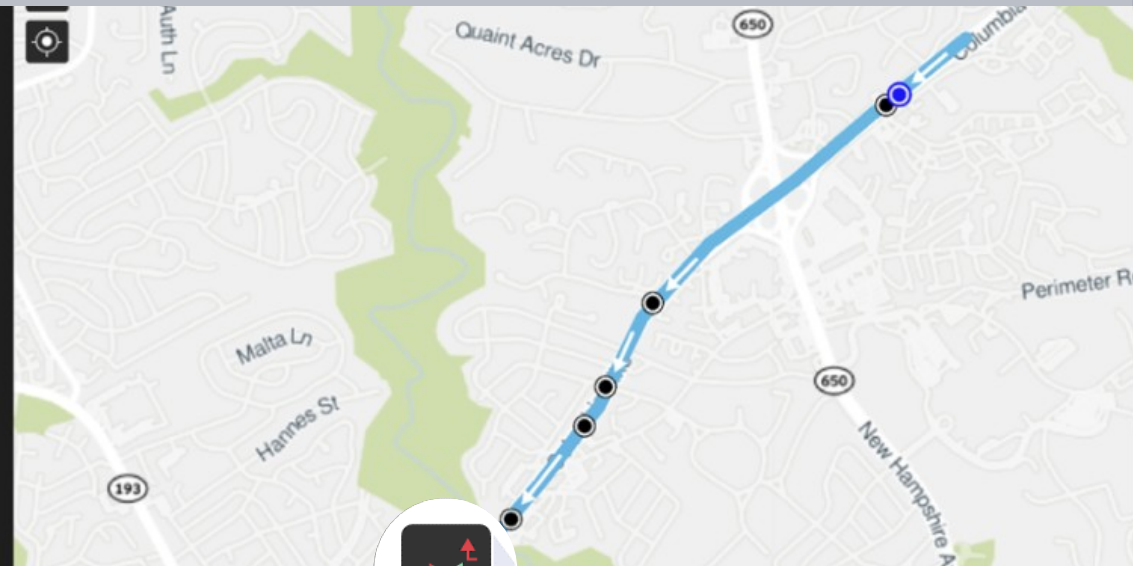 Auth Ln
Quaint Acres Dr
650
Columbia
Perimeter R
Malta Ln
650
Hannes St
New Hampshire A
193